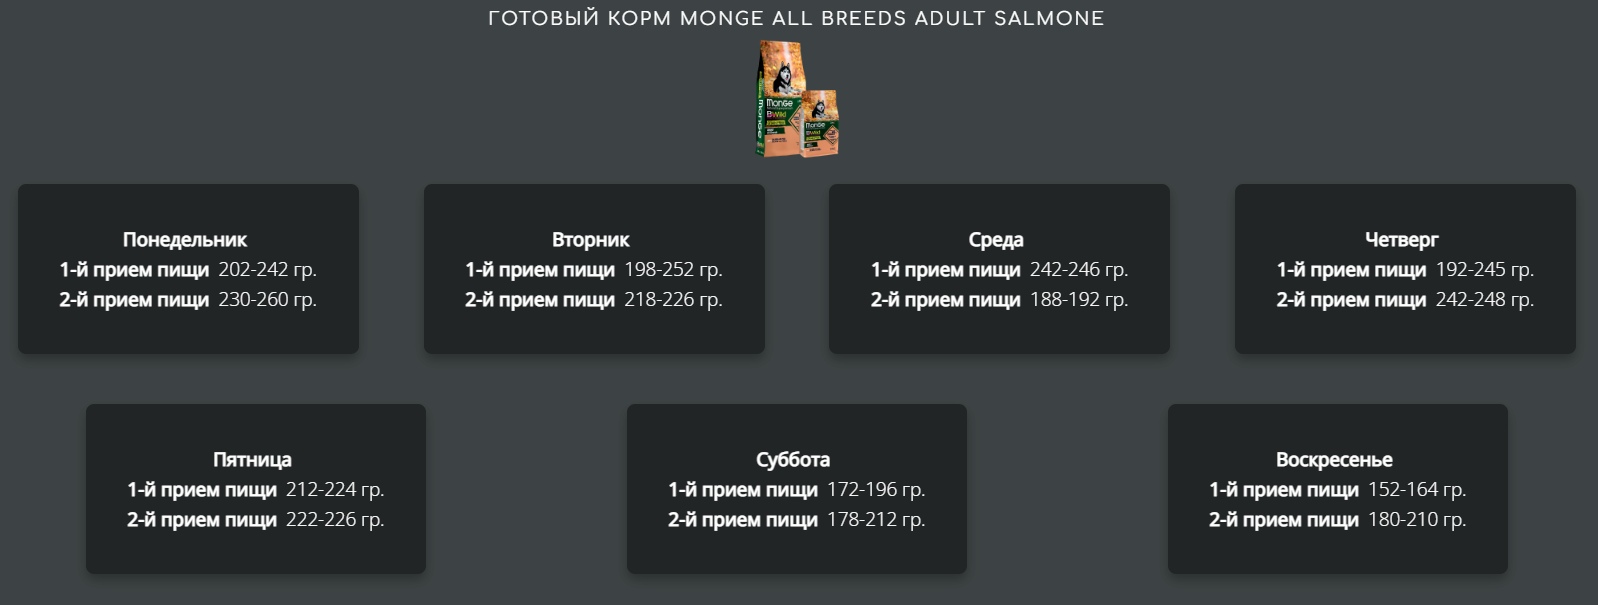 ГОТОВЫЙ КОРМ MONGE ALL BREEDS ADULT SALMONE
Monge
BWild
Monge
Monge
BWild
Понедельник
1-й прием пищи 202-242 гр.
2-й прием пищи 230-260 гр.
Вторник
1-й прием пищи 198-252 гр.
2-й прием пищи 218-226 гр.
Среда
1-й прием пищи 242-246 гр.
2-й прием пищи 188-192 гр.
Четверг
1-й прием пищи 192-245 гр.
2-й прием пищи 242-248 гр.
Пятница
1-й прием пищи 212-224 гр.
2-й прием пищи 222-226 гр.
Суббота
1-й прием пищи 172-196 гр.
2-й прием пищи 178-212 гр.
Воскресенье
1-й прием пищи 152-164 гр.
2-й прием пищи 180-210 гр.